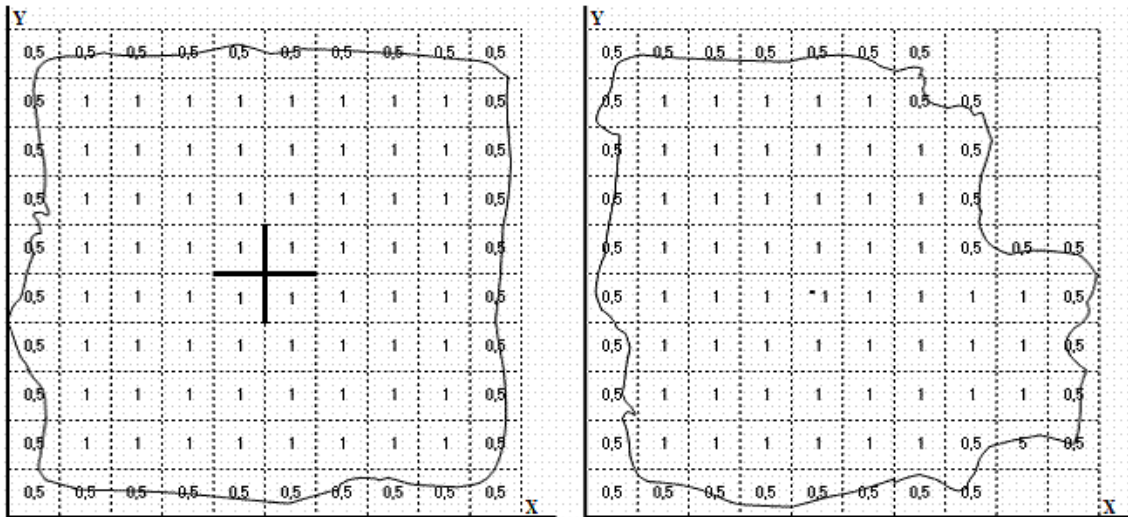 Y
0,5 0,5 0,5 0,5 0,5 0,5 0,5 0,5 0,5 0,5
0,5 1 1 1 1 1 1 1 1 0,5
0,5 1 1 1 1 1 1 1 1 0,5
0,5 1 1 1 1 1 1 1 1 0,5
0,5 1 1 1 1 1 1 1 1 0,5
0,5 1 1 1 1 1 1 1 1 0,5
0,5 1 1 1 1 1 1 1 1 0,5
0,5 1 1 1 1 1 1 1 1 0,5
0,5 1 1 1 1 1 1 1 1 0,5
0,5 0,5 0,5 0,5 0,5 0,5 0,5 0,5 0,5 0,5
X
Y
0,5 0,5 0,5 0,5 0,5 0,5 0,5
0,5 1 1 1 1 1 0,5 0,5
0,5 1 1 1 1 1 1 0,5
0,5 1 1 1 1 1 1 0,5
0,5 1 1 1 1 1 1 0,5 0,5 0,5
0,5 1 1 1 - 1 1 1 1 1 0,5
0,5 1 1 1 1 1 1 1 1 0,5
0,5 1 1 1 1 1 1 1 1 0,5
0,5 1 1 1 1 1 1 0,5 5 0,5
0,5 0,5 0,5 0,5 0,5 0,5 0,5 0,5
X